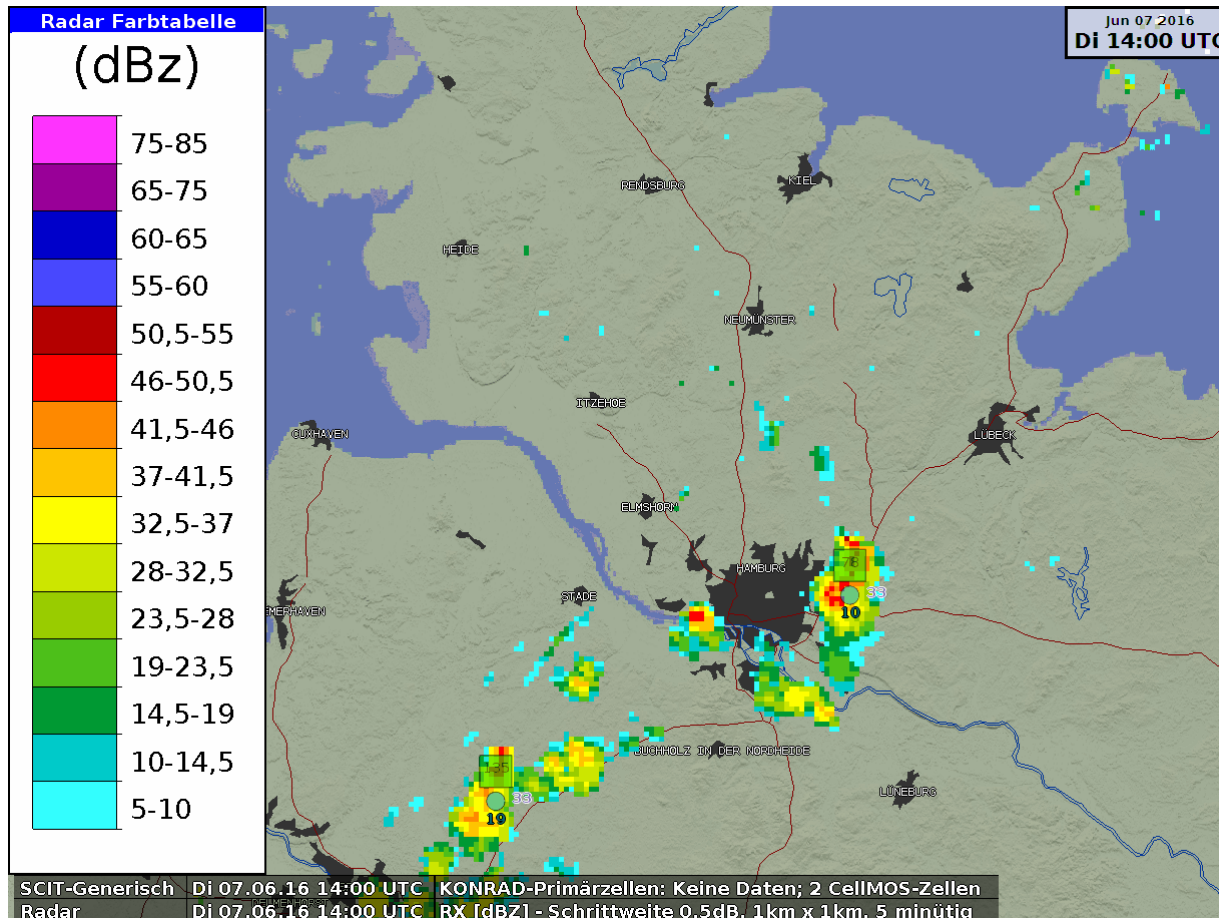 Radar Farbtabelle
(dBz)
75-85
65-75
60-65
55-60
50,5-55
46-50,5
41,5-46
37-41,5
32,5-37
28-32,5
23,5-28
19-23,5
14,5-19
10-14,5
5-10
Jun 07 2016
Di 14:00 UTC
RENDSBURG
KIEL
HEIDE
NEUMÜNSTER
ITZEHOE
CUXHAVEN
LÜBECK
ELMSHORN
78
HAMBURG
33
STADE
10
EMERHAVEN
BUCHHOLZ IN DER NORDHEIDE
135
33
LÜNEBURG
19
DELMENHORST
SCIT-Generisch Di 07.06.16 14:00 UTC KONRAD-Primärzellen: Keine Daten; 2 CellMOS-Zellen
Radar Di 07.06.16 14:00 UTC RX [dBZ] - Schrittweite 0.5dB, 1km x 1km, 5 minütig